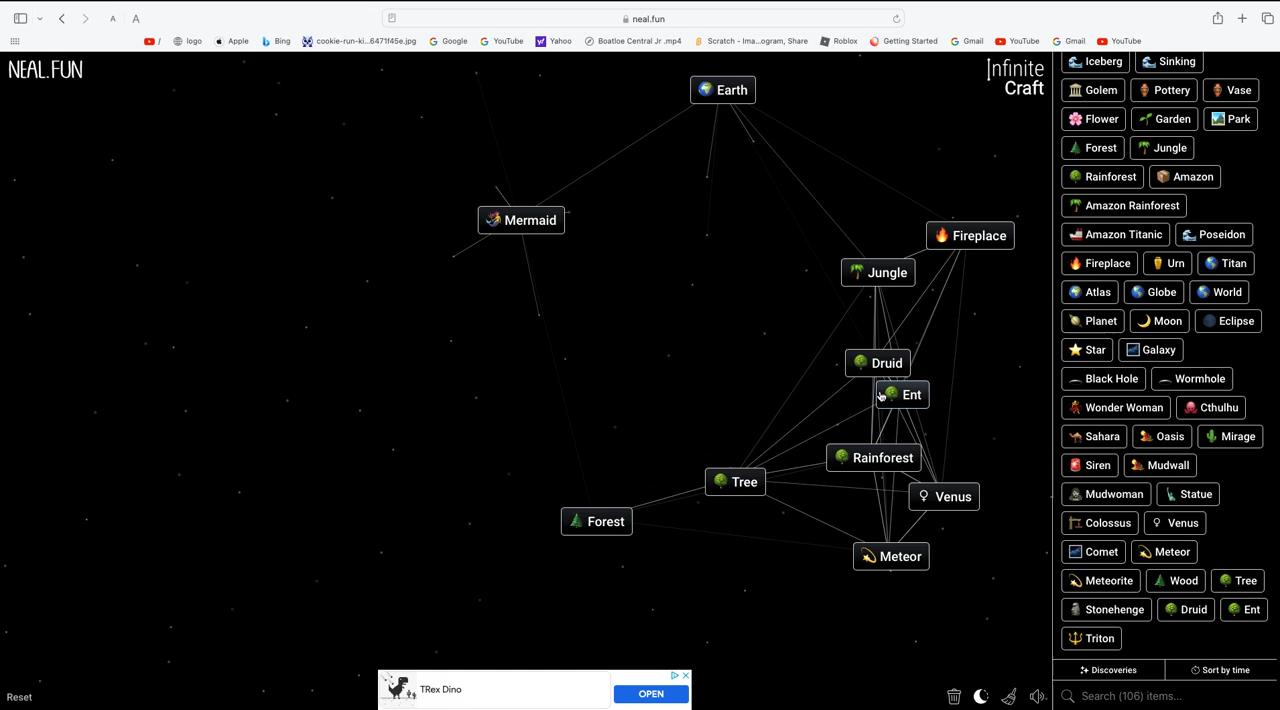 A A neal.fun
/ logo Apple Bing cookie-run-ki...6471f45e.jpg Google YouTube Yahoo Boatloe Central Jr .mp4 Scratch - Ima...ogram, Share Roblox Getting Started Gmail YouTube Gmail YouTube
NEAL.FUN
Infinite
Craft
Earth
Mermaid
Fireplace
Jungle
Druid
Ent
Rainforest
Tree
Venus
Forest
Meteor
Iceberg Sinking
Golem Pottery Vase
Flower Garden Park
Forest Jungle
Rainforest Amazon
Amazon Rainforest
Amazon Titanic Poseidon
Fireplace Urn Titan
Atlas Globe World
Planet Moon Eclipse
Star Galaxy
Black Hole Wormhole
Wonder Woman Cthulhu
Sahara Oasis Mirage
Siren Mudwall
Mudwoman Statue
Colossus Venus
Comet Meteor
Meteorite Wood Tree
Stonehenge Druid Ent
Triton
Discoveries Sort by time
Search (106) items...
TRex Dino
OPEN
Reset